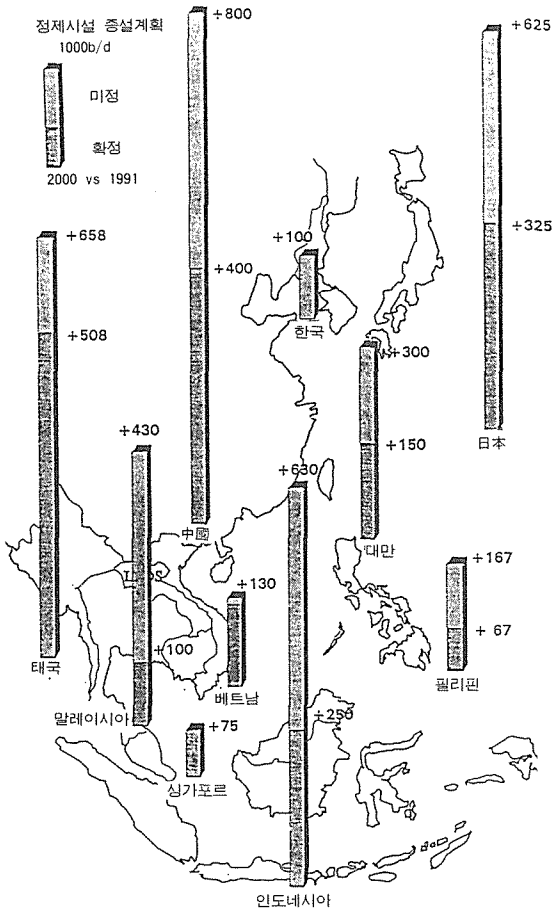 정제시설 증설계획
1000b/d
미정
확정
2000 vs 1991
+800
+400
中國
+625
+325
日本
+658
+508
태국
+100
한국
+300
+150
대만
+430
+100
말레이시아
+630
+250
인도네시아
+130
베트남
+167
+ 67
필리핀
+75
싱가포르